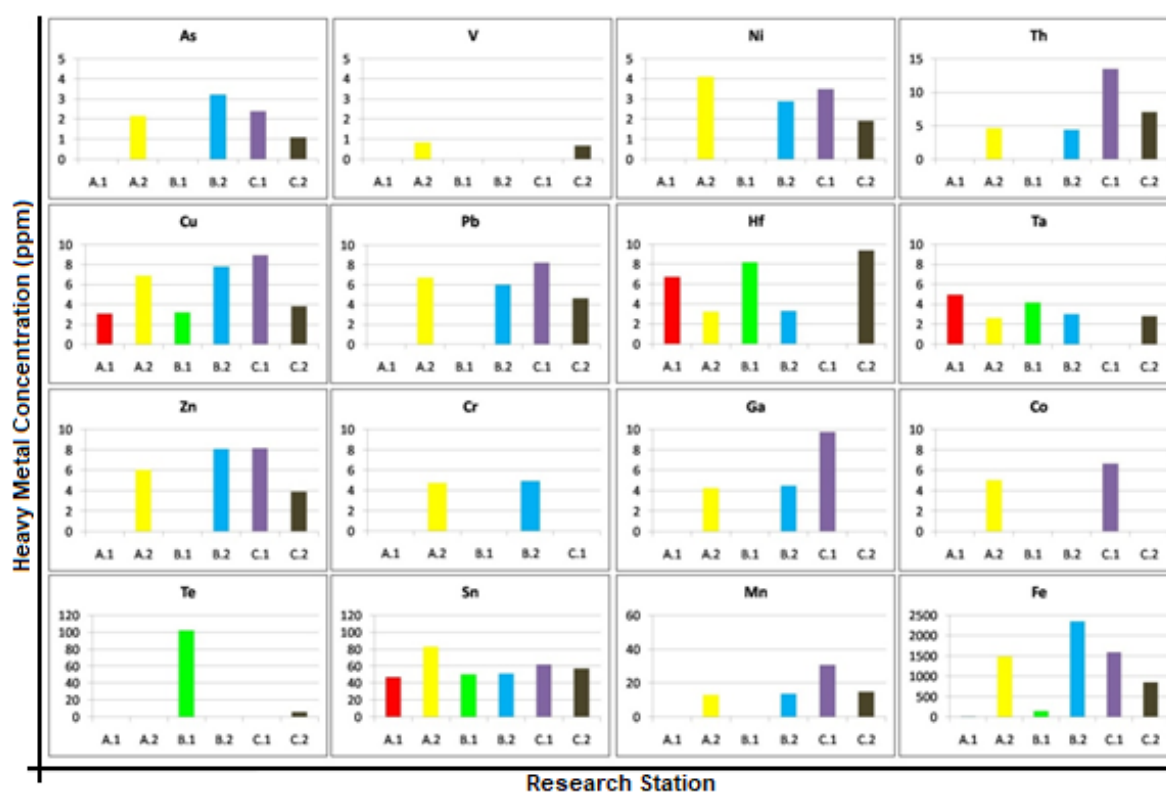 Heavy Metal Concentration (ppm)
As
5
4
3
2
1
0
A.1 A.2 B.1 B.2 C.1 C.2
V
5
4
3
2
1
0
A.1 A.2 B.1 B.2 C.1 C.2
Ni
5
4
3
2
1
0
A.1 A.2 B.1 B.2 C.1 C.2
Th
15
10
5
0
A.1 A.2 B.1 B.2 C.1 C.2
Cu
10
8
6
4
2
0
A.1 A.2 B.1 B.2 C.1 C.2
Pb
10
8
6
4
2
0
A.1 A.2 B.1 B.2 C.1 C.2
Hf
10
8
6
4
2
0
A.1 A.2 B.1 B.2 C.1 C.2
Ta
10
8
6
4
2
0
A.1 A.2 B.1 B.2 C.1 C.2
Zn
10
8
6
4
2
0
A.1 A.2 B.1 B.2 C.1 C.2
Cr
10
8
6
4
2
0
A.1 A.2 B.1 B.2 C.1
Ga
10
8
6
4
2
0
A.1 A.2 B.1 B.2 C.1 C.2
Co
10
8
6
4
2
0
A.1 A.2 B.1 B.2 C.1 C.2
Te
120
100
80
60
40
20
0
A.1 A.2 B.1 B.2 C.1 C.2
Sn
120
100
80
60
40
20
0
A.1 A.2 B.1 B.2 C.1 C.2
Mn
60
40
20
0
A.1 A.2 B.1 B.2 C.1 C.2
Fe
2500
2000
1500
1000
500
0
A.1 A.2 B.1 B.2 C.1 C.2
Research Station